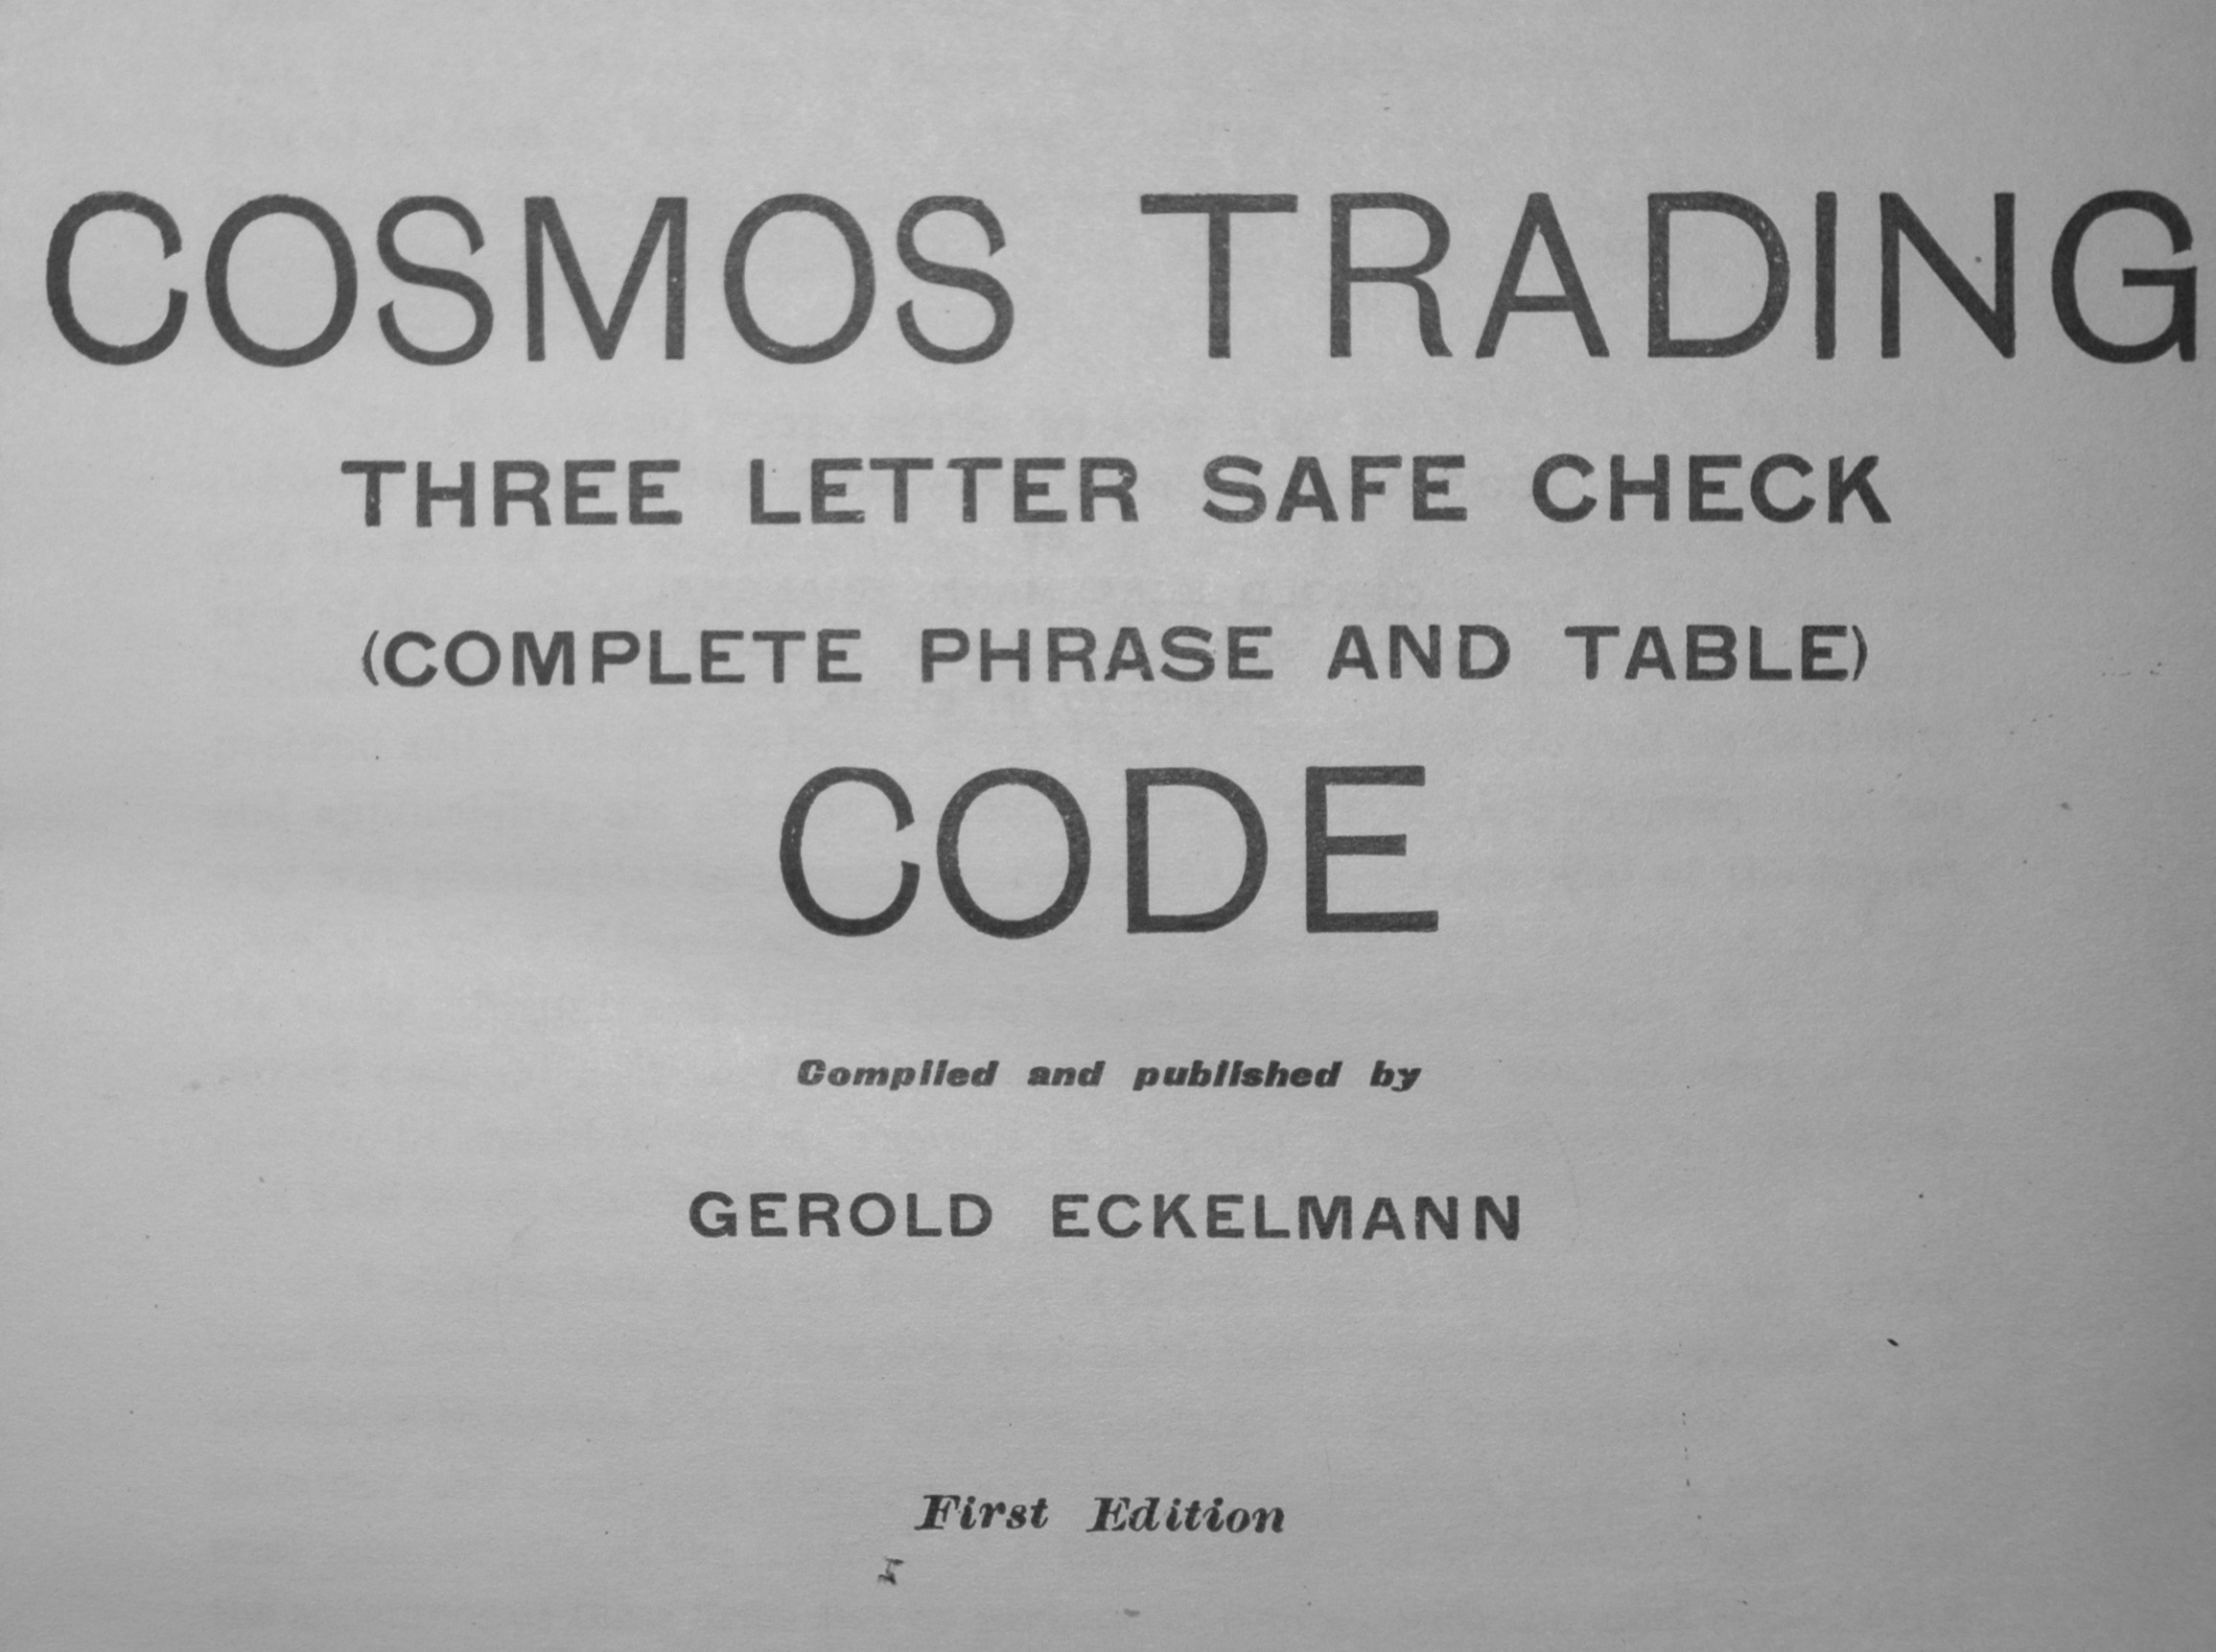 COSMOS TRADING
THREE LETTER SAFE CHECK
(COMPLETE PHRASE AND TABLE)
CODE
Compiled and published by
GEROLD ECKELMANN
First Edition